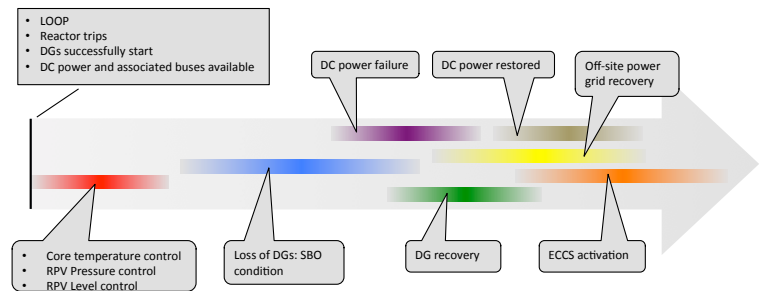 • LOOP
• Reactor trips
• DGs successfully start
• DC power and associated buses available
DC power failure
DC power restored
Off-site power
grid recovery
• Core temperature control
• RPV Pressure control
• RPV Level control
Loss of DGs: SBO
condition
DG recovery
ECCS activation